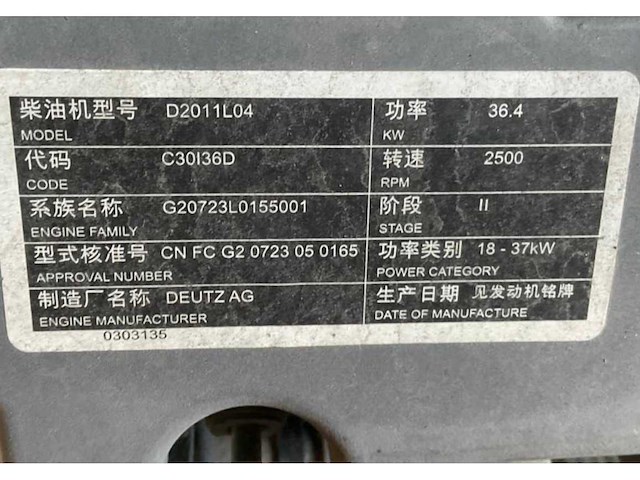 柴油机型号 D2011L04 功率 36.4
MODEL KW
代码 C30I36D 转速 2500
CODE RPM
系族名称 G20723L0155001 阶段 II
ENGINE FAMILY STAGE
型式核准号 CN FC G2 0723 05 0165 功率类别 18 - 37kW
APPROVAL NUMBER POWER CATEGORY
制造厂名称 DEUTZ AG 生产日期 见发动机铭牌
ENGINE MANUFACTURER DATE OF MANUFACTURE
0303135